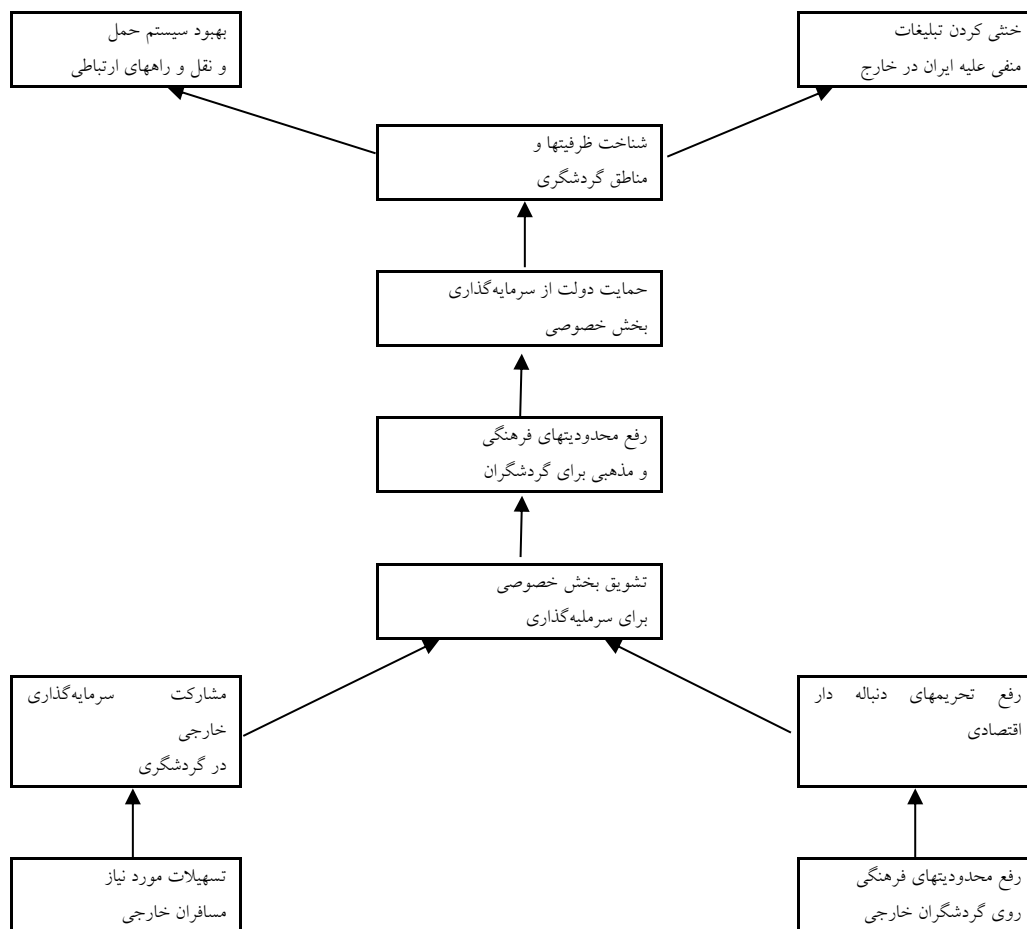 خنثی کردن تبلیغات
منفی علیه ایران در خارج
بهبود سیستم حمل
و نقل و راههای ارتباطی
شناخت ظرفیتها و
مناطق گردشگری
حمایت دولت از سرمایه‌گذاری
بخش خصوصی
رفع محدودیتهای فرهنگی
و مذهبی برای گردشگران
تشویق بخش خصوصی
برای سرملیه‌گذاری
رفع تحریمهای دنباله دار
اقتصادی
مشارکت سرمایه‌گذاری
خارجی
در گردشگری
رفع محدودیتهای فرهنگی
روی گردشگران خارجی
تسهیلات مورد نیاز
مسافران خارجی